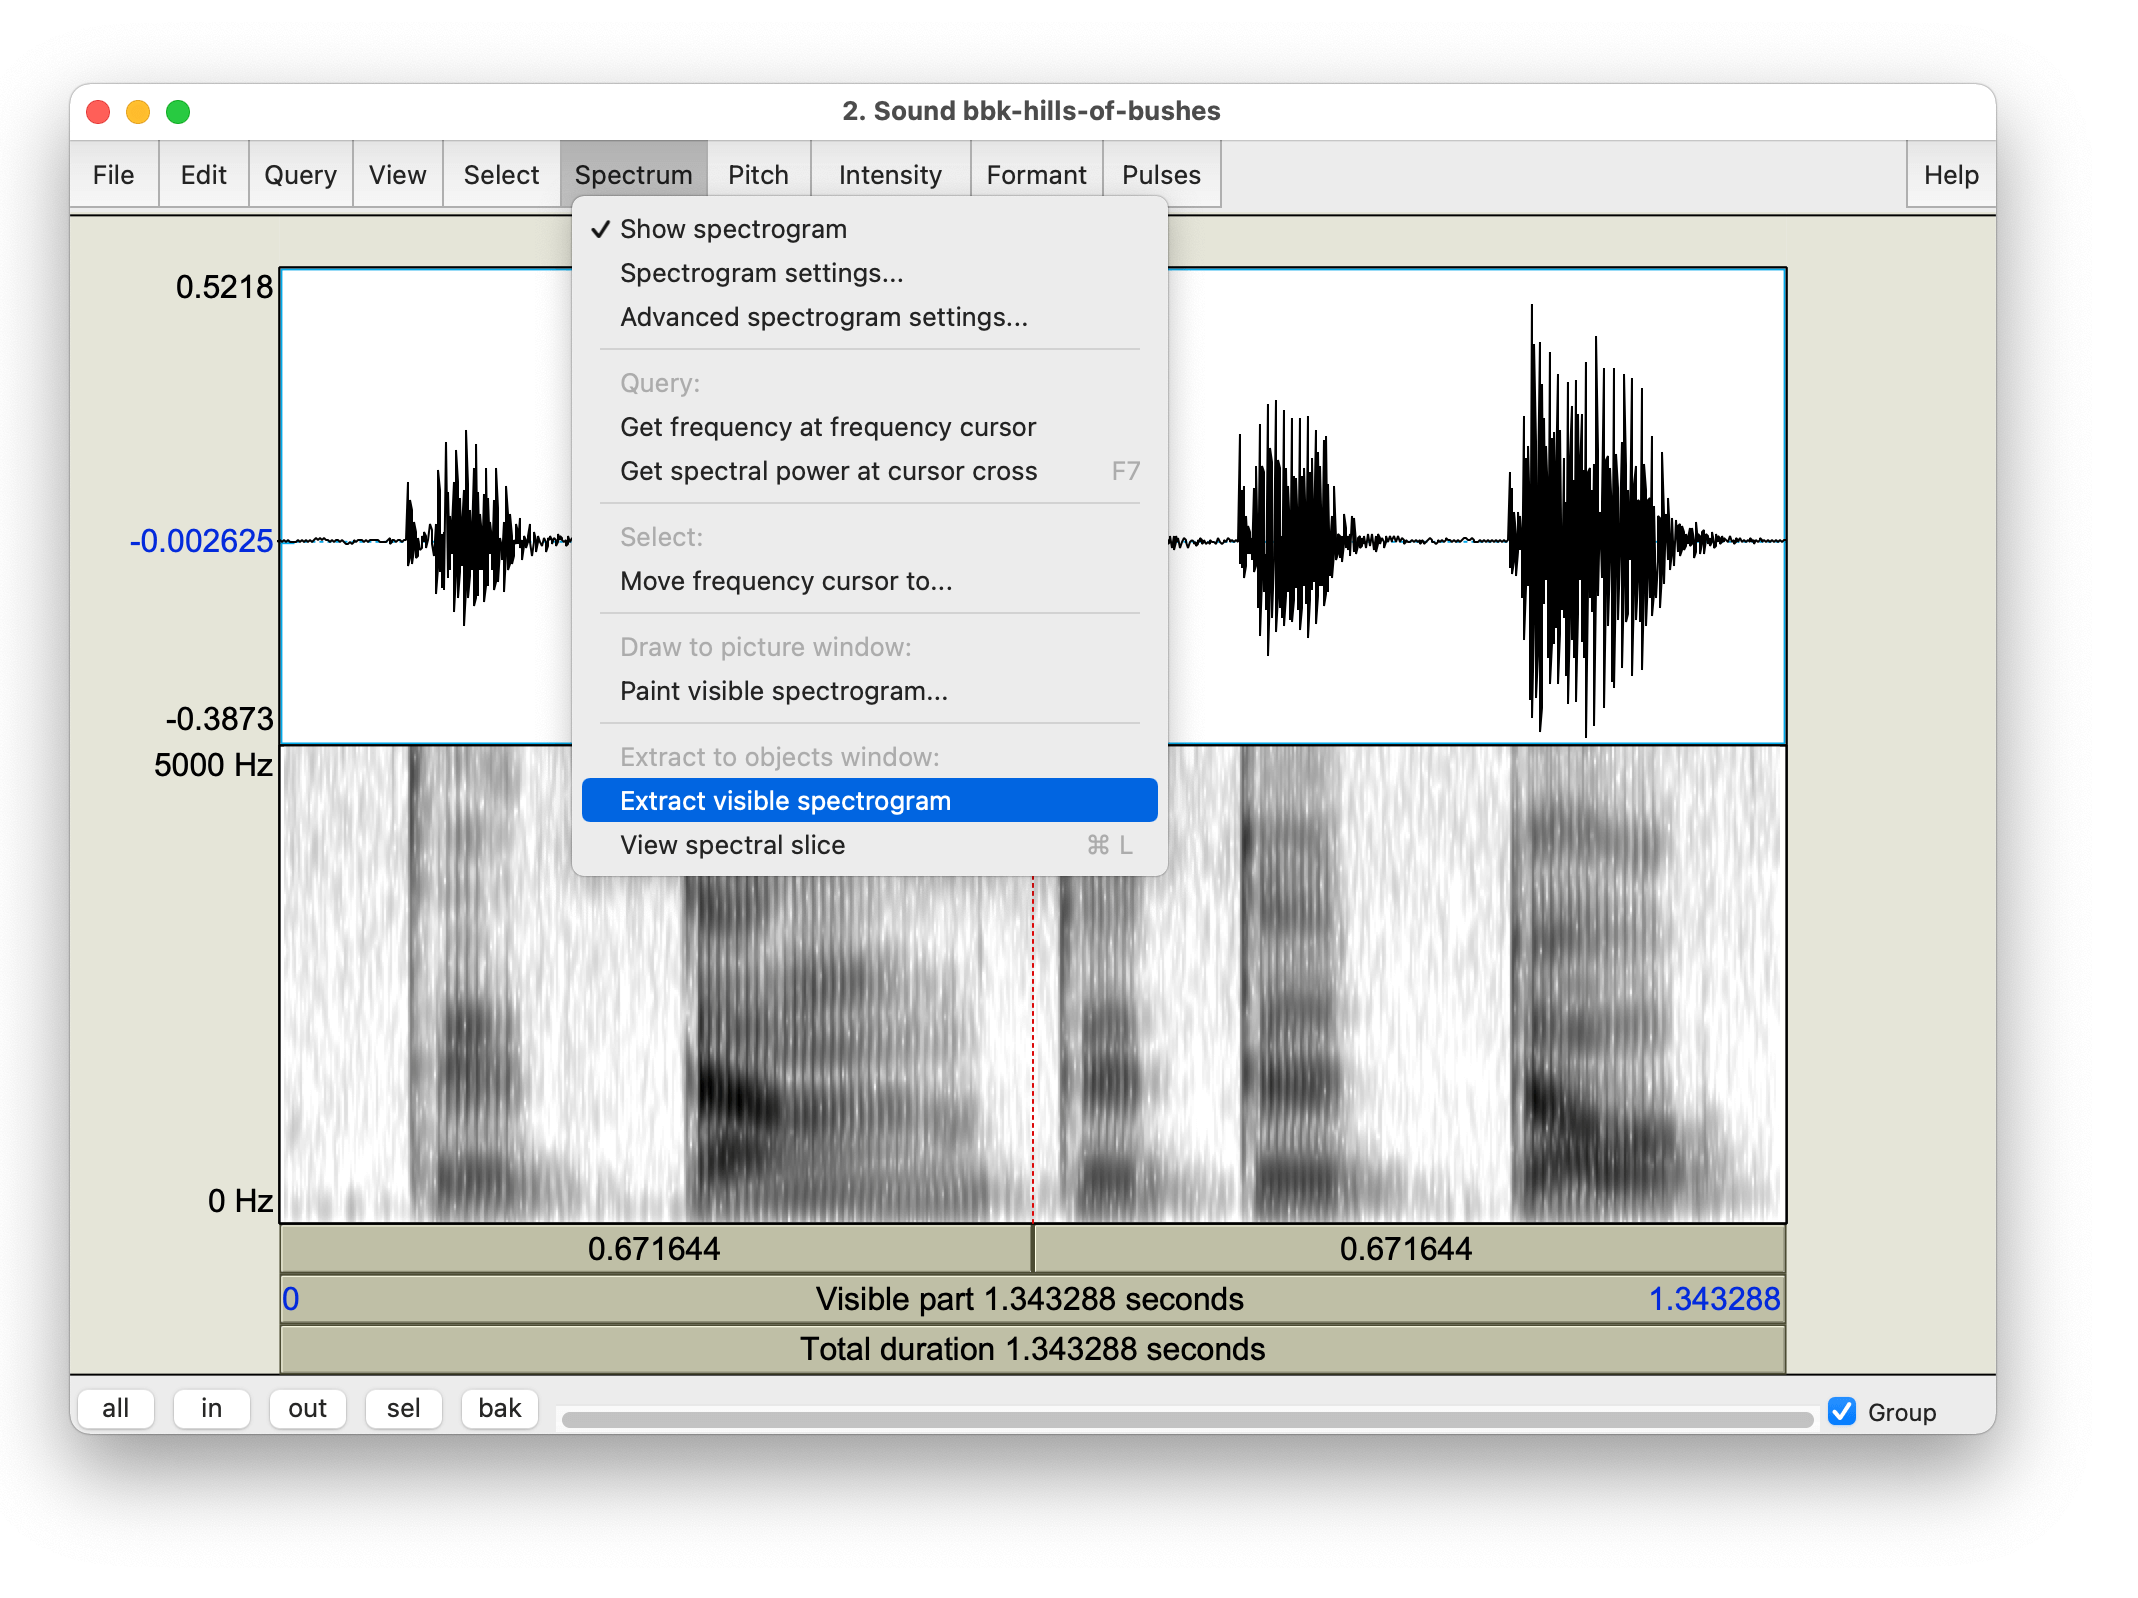 2. Sound bbk-hills-of-bushes
File Edit Query View Select Spectrum Pitch Intensity Formant Pulses Help
✓ Show spectrogram
Spectrogram settings...
Advanced spectrogram settings...
Query:
Get frequency at frequency cursor
Get spectral power at cursor cross F7
Select:
Move frequency cursor to...
Draw to picture window:
Paint visible spectrogram...
Extract to objects window:
Extract visible spectrogram
View spectral slice ⌘ L
0.5218
-0.002625
-0.3873
5000 Hz
0 Hz
0.671644 0.671644
0 Visible part 1.343288 seconds 1.343288
Total duration 1.343288 seconds
all in out sel bak Group